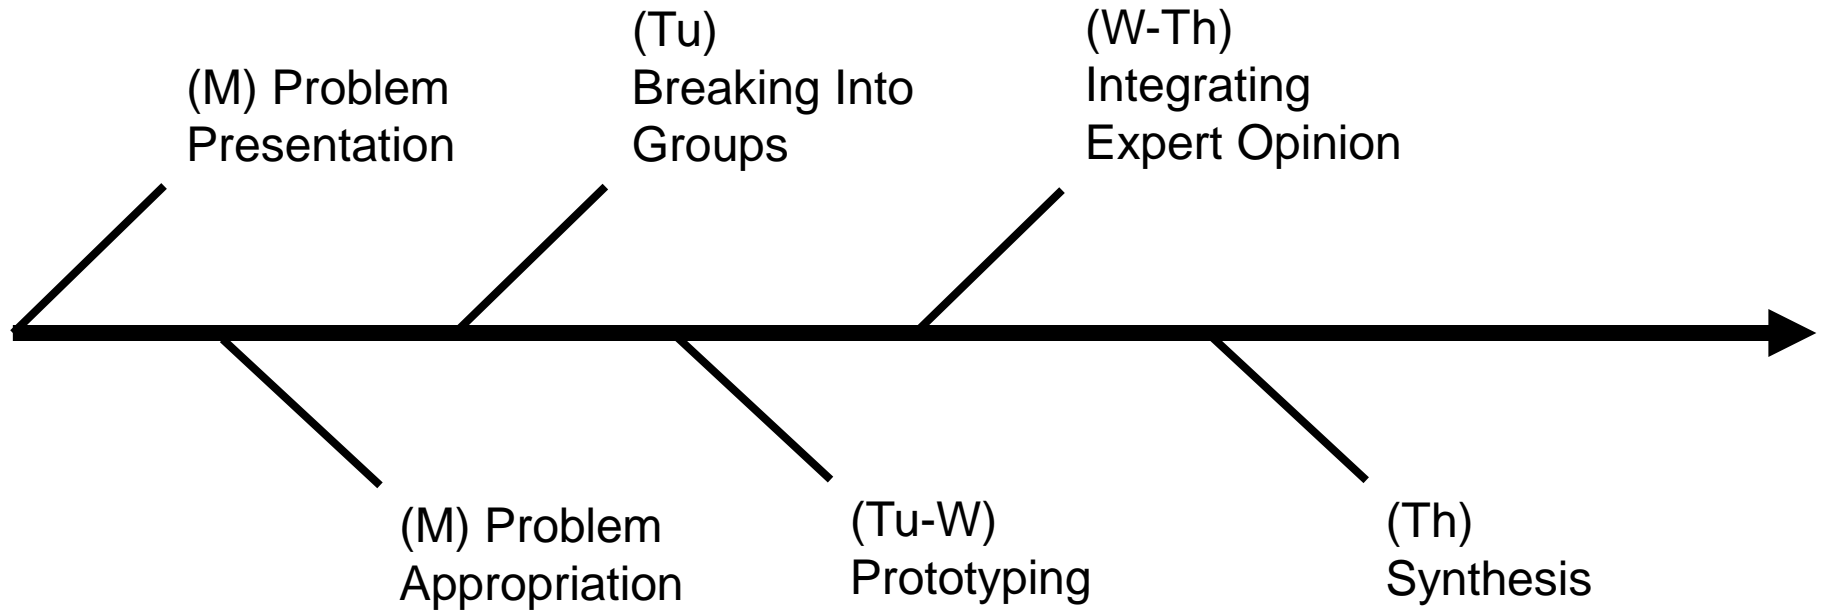 (M) Problem
Presentation
(Tu)
Breaking Into
Groups
(W-Th)
Integrating
Expert Opinion
(M) Problem
Appropriation
(Tu-W)
Prototyping
(Th)
Synthesis